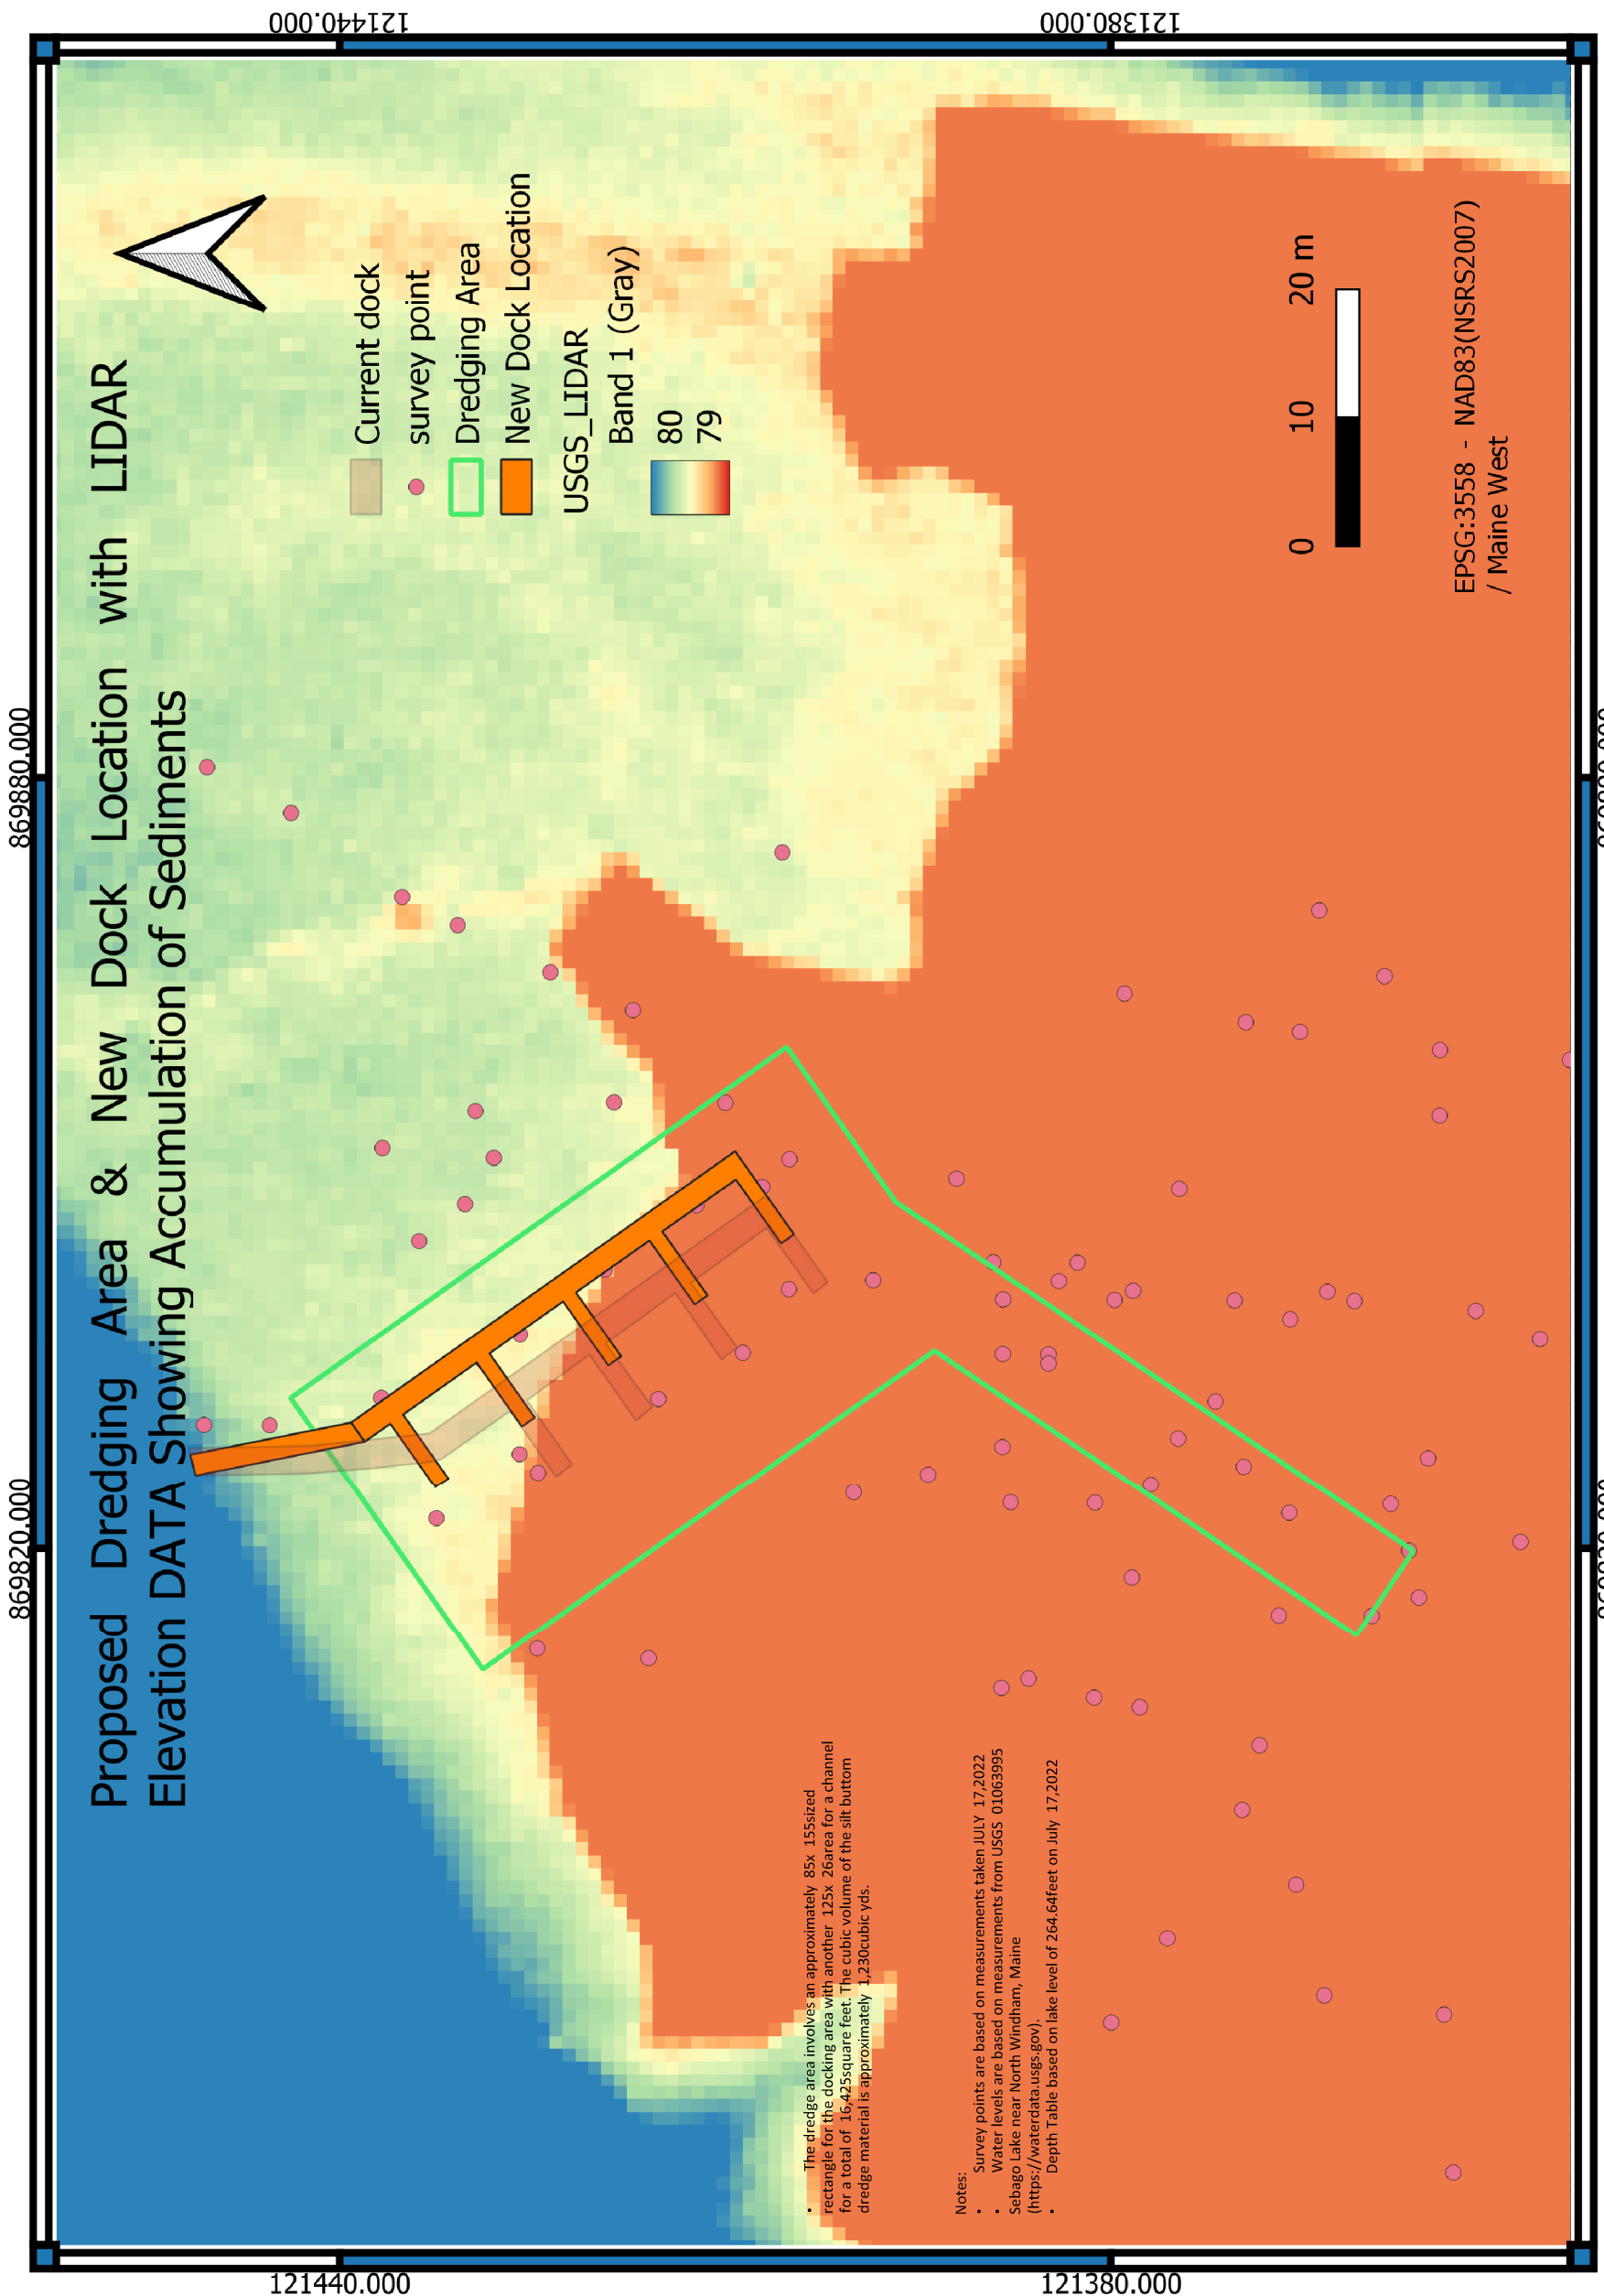 Proposed Dredging Area & New Dock Location with LIDAR
Elevation DATA Showing Accumulation of Sediments
869820.000
869880.000
121440.000
121380.000
121440.000
121380.000
869820.000
869880.000
Current dock
survey point
Dredging Area
New Dock Location
USGS_LIDAR
Band 1 (Gray)
80
79
0 10 20 m
EPSG:3558 - NAD83(NSRS2007)
/ Maine West
• The dredge area involves an approximately 85x 155sized
rectangle for the docking area with another 125x 26area for a channel
for a total of 16,425square feet. The cubic volume of the silt buttom
dredge material is approximately 1,230cubic yds.
Notes:
• Survey points are based on measurements taken JULY 17,2022
• Water levels are based on measurements from USGS 01063995
Sebago Lake near North Windham, Maine
(https://waterdata.usgs.gov).
• Depth Table based on lake level of 264.64feet on July 17,2022